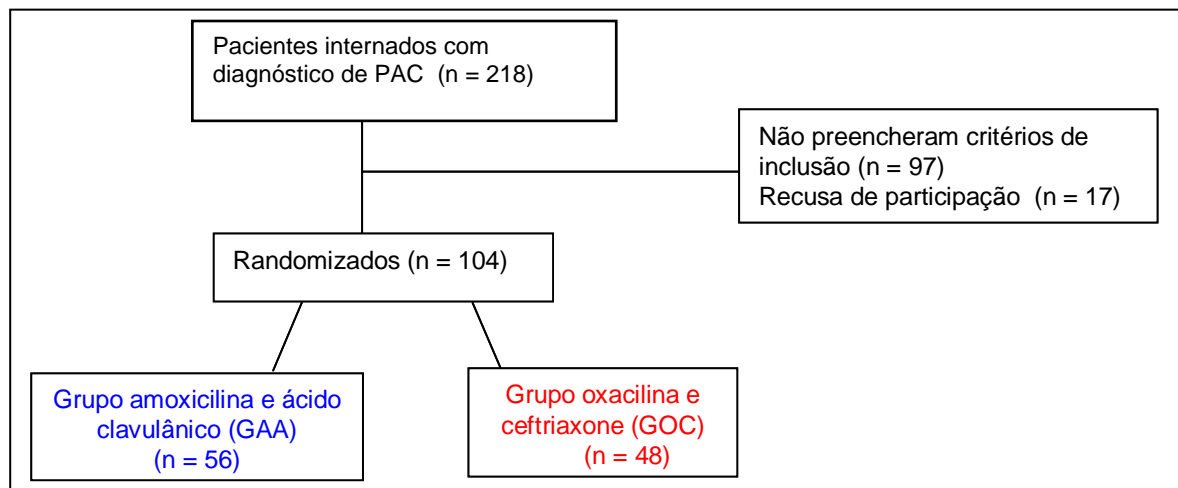 Pacientes internados com
diagnóstico de PAC (n = 218)
Não preencheram critérios de
inclusão (n = 97)
Recusa de participação (n = 17)
Randomizados (n = 104)
Grupo amoxicilina e ácido
clavulânico (GAA)
(n = 56)
Grupo oxacilina e
ceftriaxone (GOC)
(n = 48)